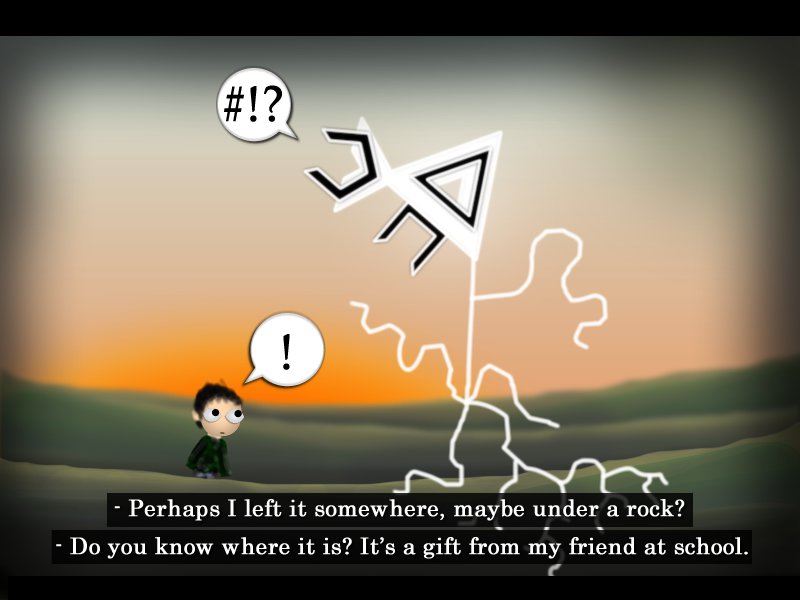 #!?
!
- Perhaps I left it somewhere, maybe under a rock?
- Do you know where it is? It's a gift from my friend at school.